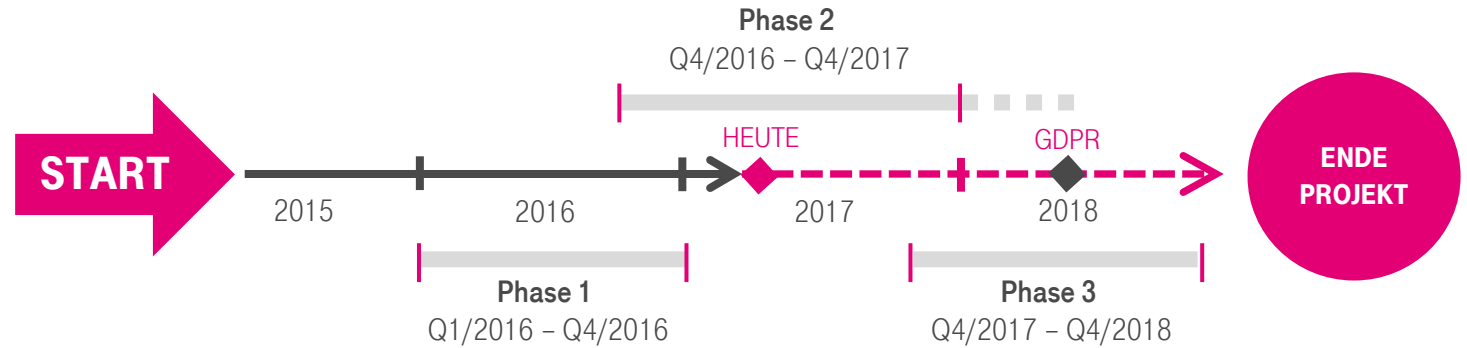 Phase 2
Q4/2016 – Q4/2017
START
HEUTE
GDPR
2015
2016
2017
2018
ENDE
PROJEKT
Phase 1
Q1/2016 – Q4/2016
Phase 3
Q4/2017 – Q4/2018